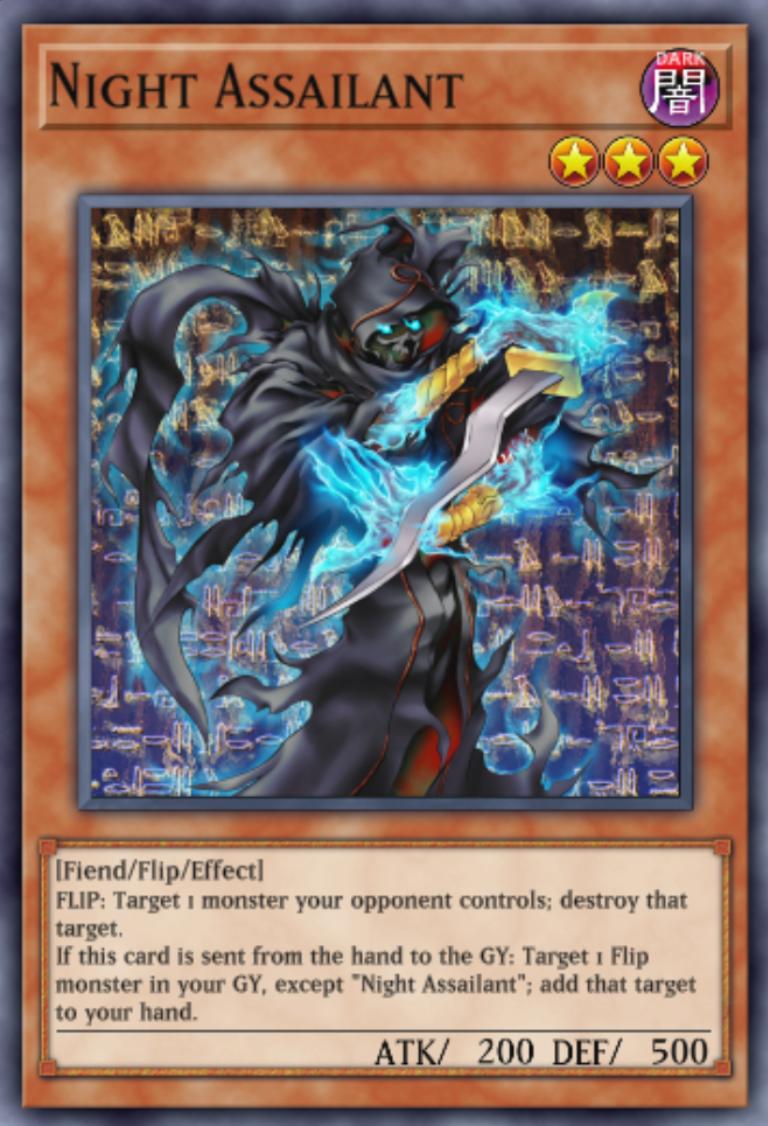 Night Assailant
DARK
闇
[Fiend/Flip/Effect]
FLIP: Target 1 monster your opponent controls; destroy that
target.
If this card is sent from the hand to the GY: Target 1 Flip
monster in your GY, except "Night Assailant"; add that target
to your hand.
ATK/ 200 DEF/ 500